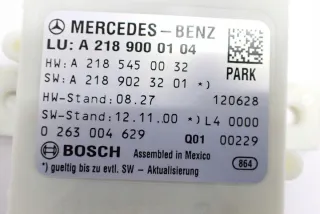 MERCEDES-BENZ
LU: A 218 900 01 04
HW: A 218 545 00 32
SW: A 218 902 32 01 *)
PARK
HW-Stand: 08.27 120628
SW-Stand: 12.11.00 *) L4 0000
0 263 004 629 Q01 00229
BOSCH Assembled in Mexico
*) gueltig bis zu evtl. SW - Aktualisierung 864